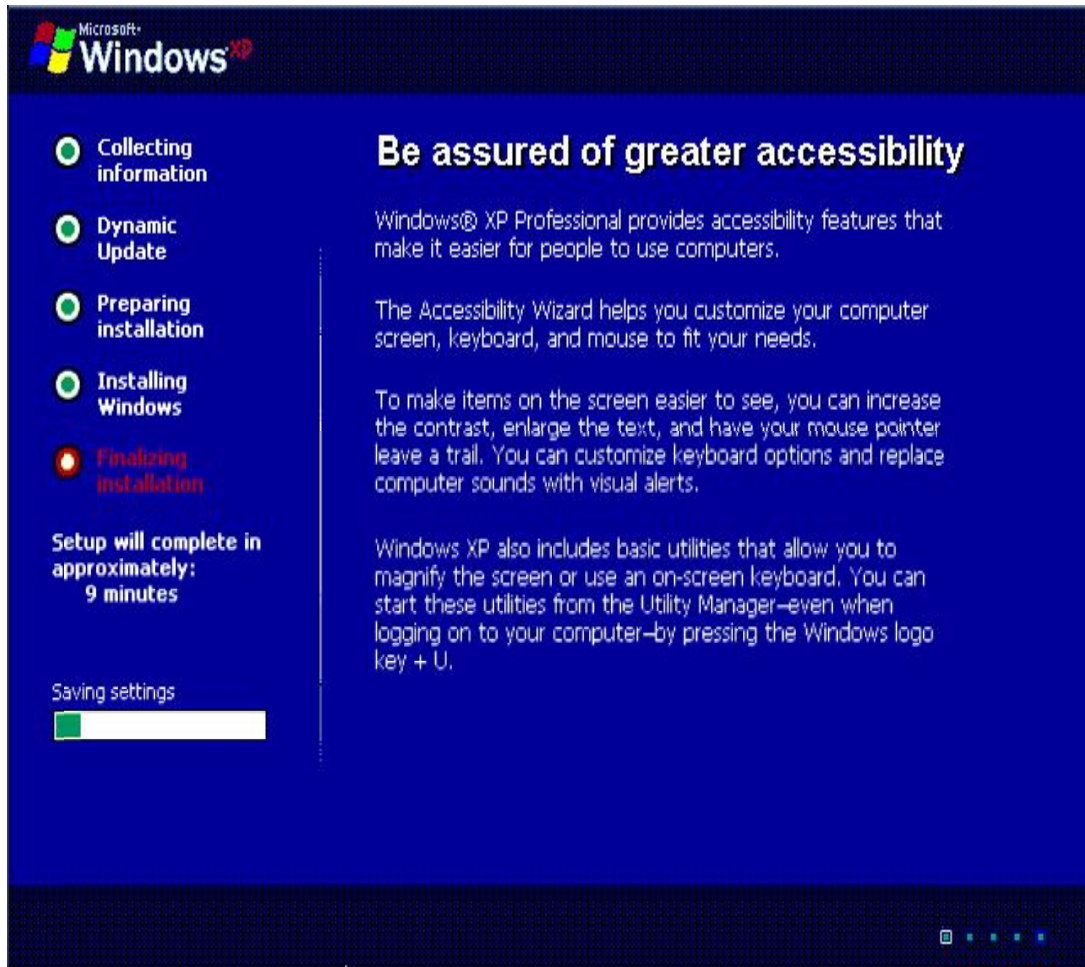 Microsoft
Windows XP
Collecting
information
Dynamic
Update
Preparing
installation
Installing
Windows
Finalizing
installation
Setup will complete in
approximately:
9 minutes
Saving settings
Be assured of greater accessibility
Windows® XP Professional provides accessibility features that
make it easier for people to use computers.
The Accessibility Wizard helps you customize your computer
screen, keyboard, and mouse to fit your needs.
To make items on the screen easier to see, you can increase
the contrast, enlarge the text, and have your mouse pointer
leave a trail. You can customize keyboard options and replace
computer sounds with visual alerts.
Windows XP also includes basic utilities that allow you to
magnify the screen or use an on-screen keyboard. You can
start these utilities from the Utility Manager–even when
logging on to your computer–by pressing the Windows logo
key + U.